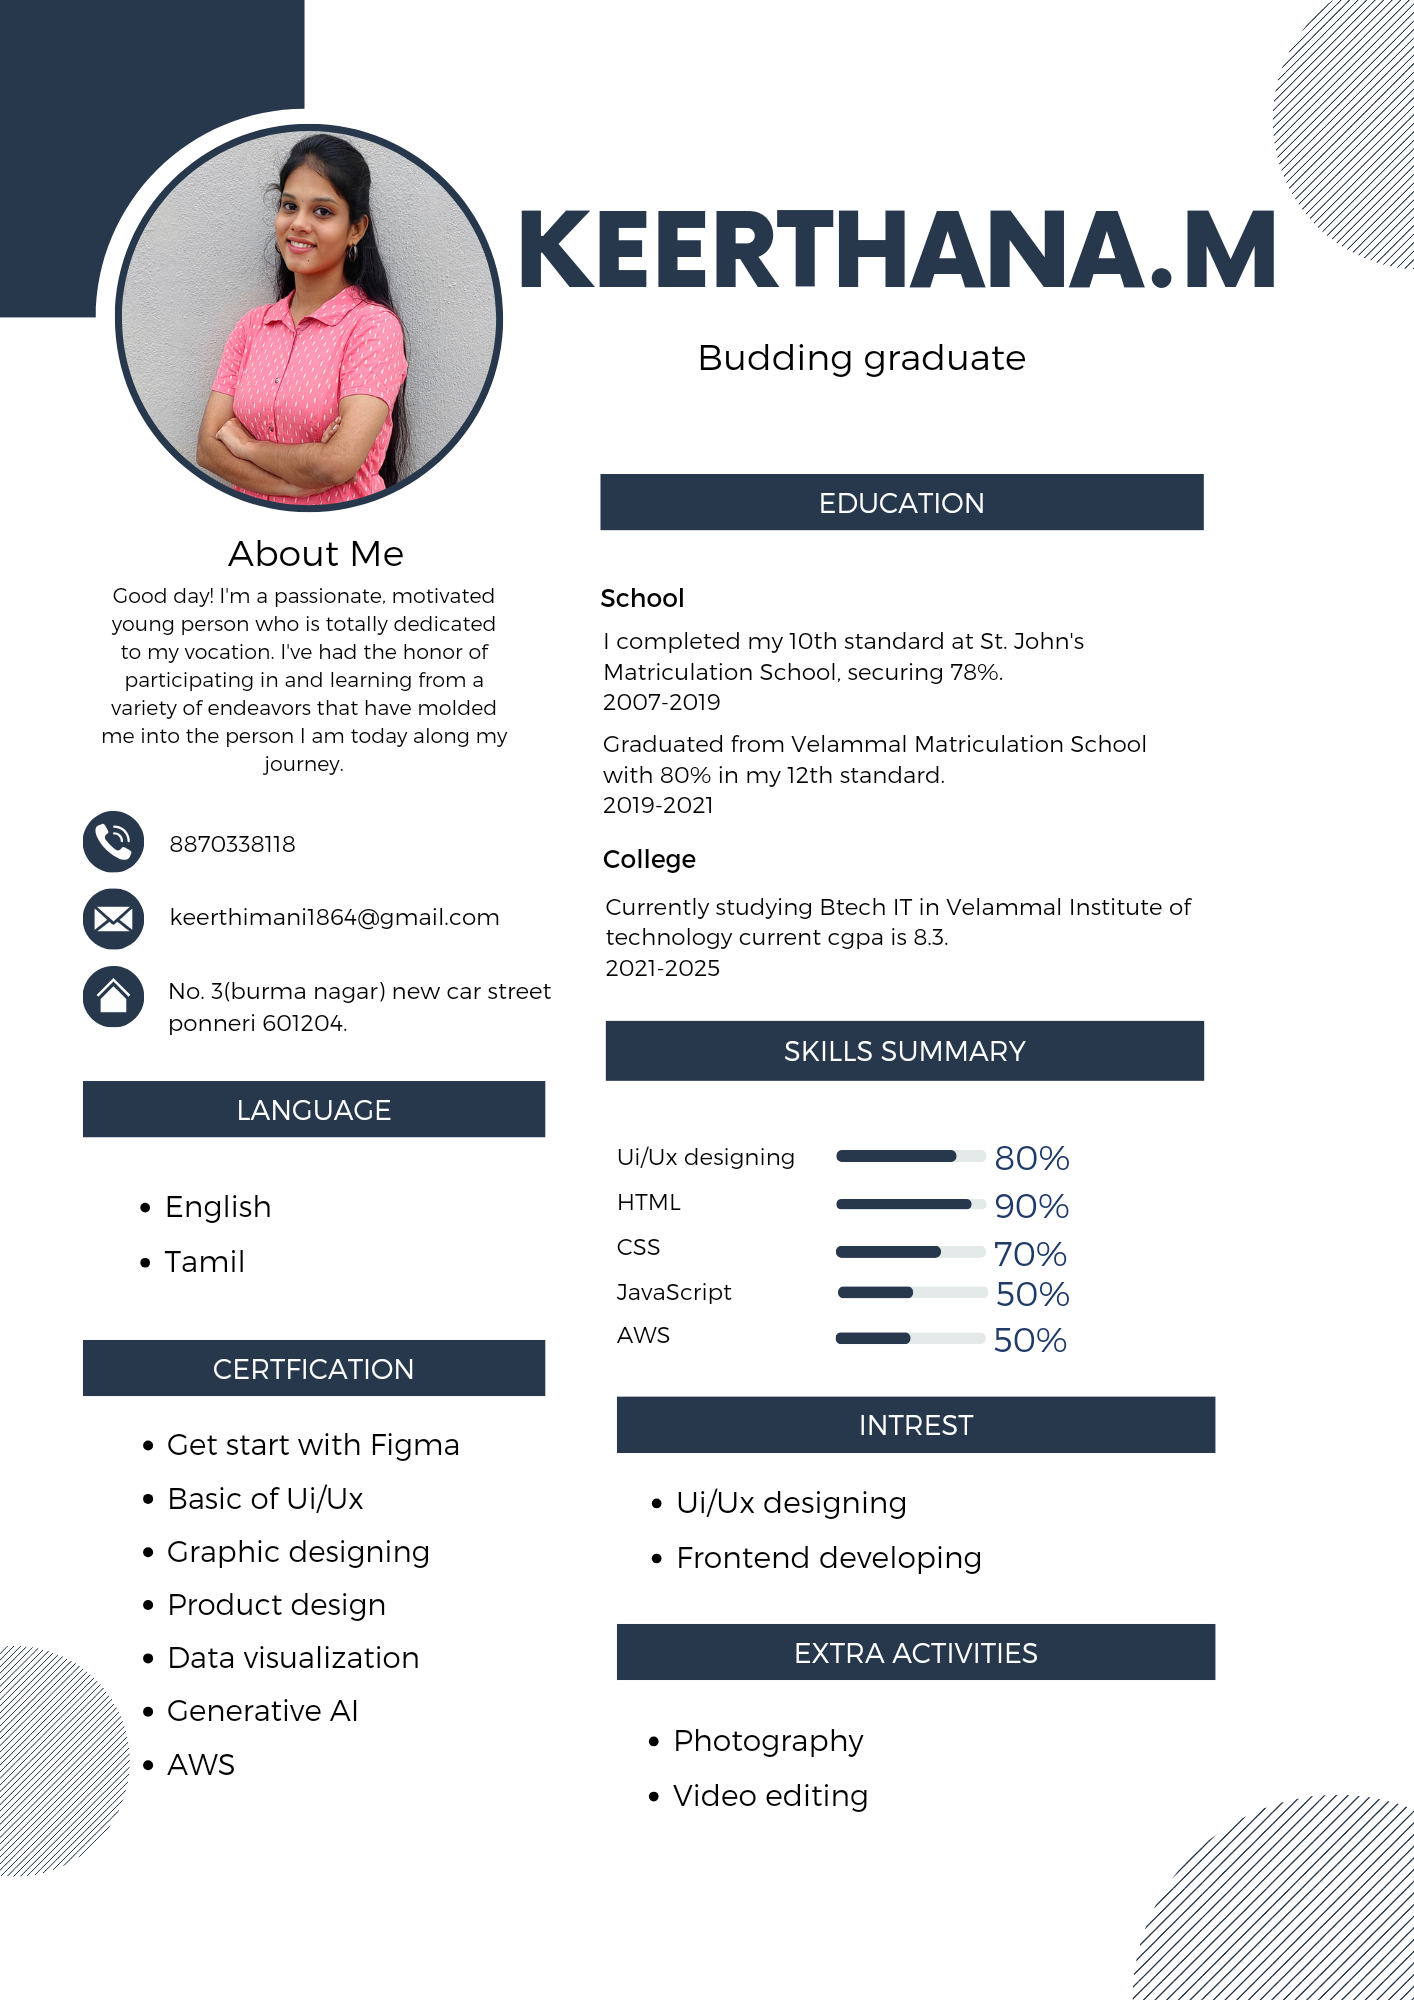 KEERTHANA.M
Budding graduate
About Me
Good day! I'm a passionate, motivated
young person who is totally dedicated
to my vocation. I've had the honor of
participating in and learning from a
variety of endeavors that have molded
me into the person I am today along my
journey.
8870338118
keerthimani1864@gmail.com
No. 3(burma nagar) new car street
ponneri 601204.
LANGUAGE
• English
• Tamil
CERTFICATION
• Get start with Figma
• Basic of Ui/Ux
• Graphic designing
• Product design
• Data visualization
• Generative AI
• AWS
EDUCATION
School
I completed my 10th standard at St. John's
Matriculation School, securing 78%.
2007-2019
Graduated from Velammal Matriculation School
with 80% in my 12th standard.
2019-2021
College
Currently studying Btech IT in Velammal Institute of
technology current cgpa is 8.3.
2021-2025
SKILLS SUMMARY
Ui/Ux designing 80%
HTML 90%
CSS 70%
JavaScript 50%
AWS 50%
INTREST
• Ui/Ux designing
• Frontend developing
EXTRA ACTIVITIES
• Photography
• Video editing